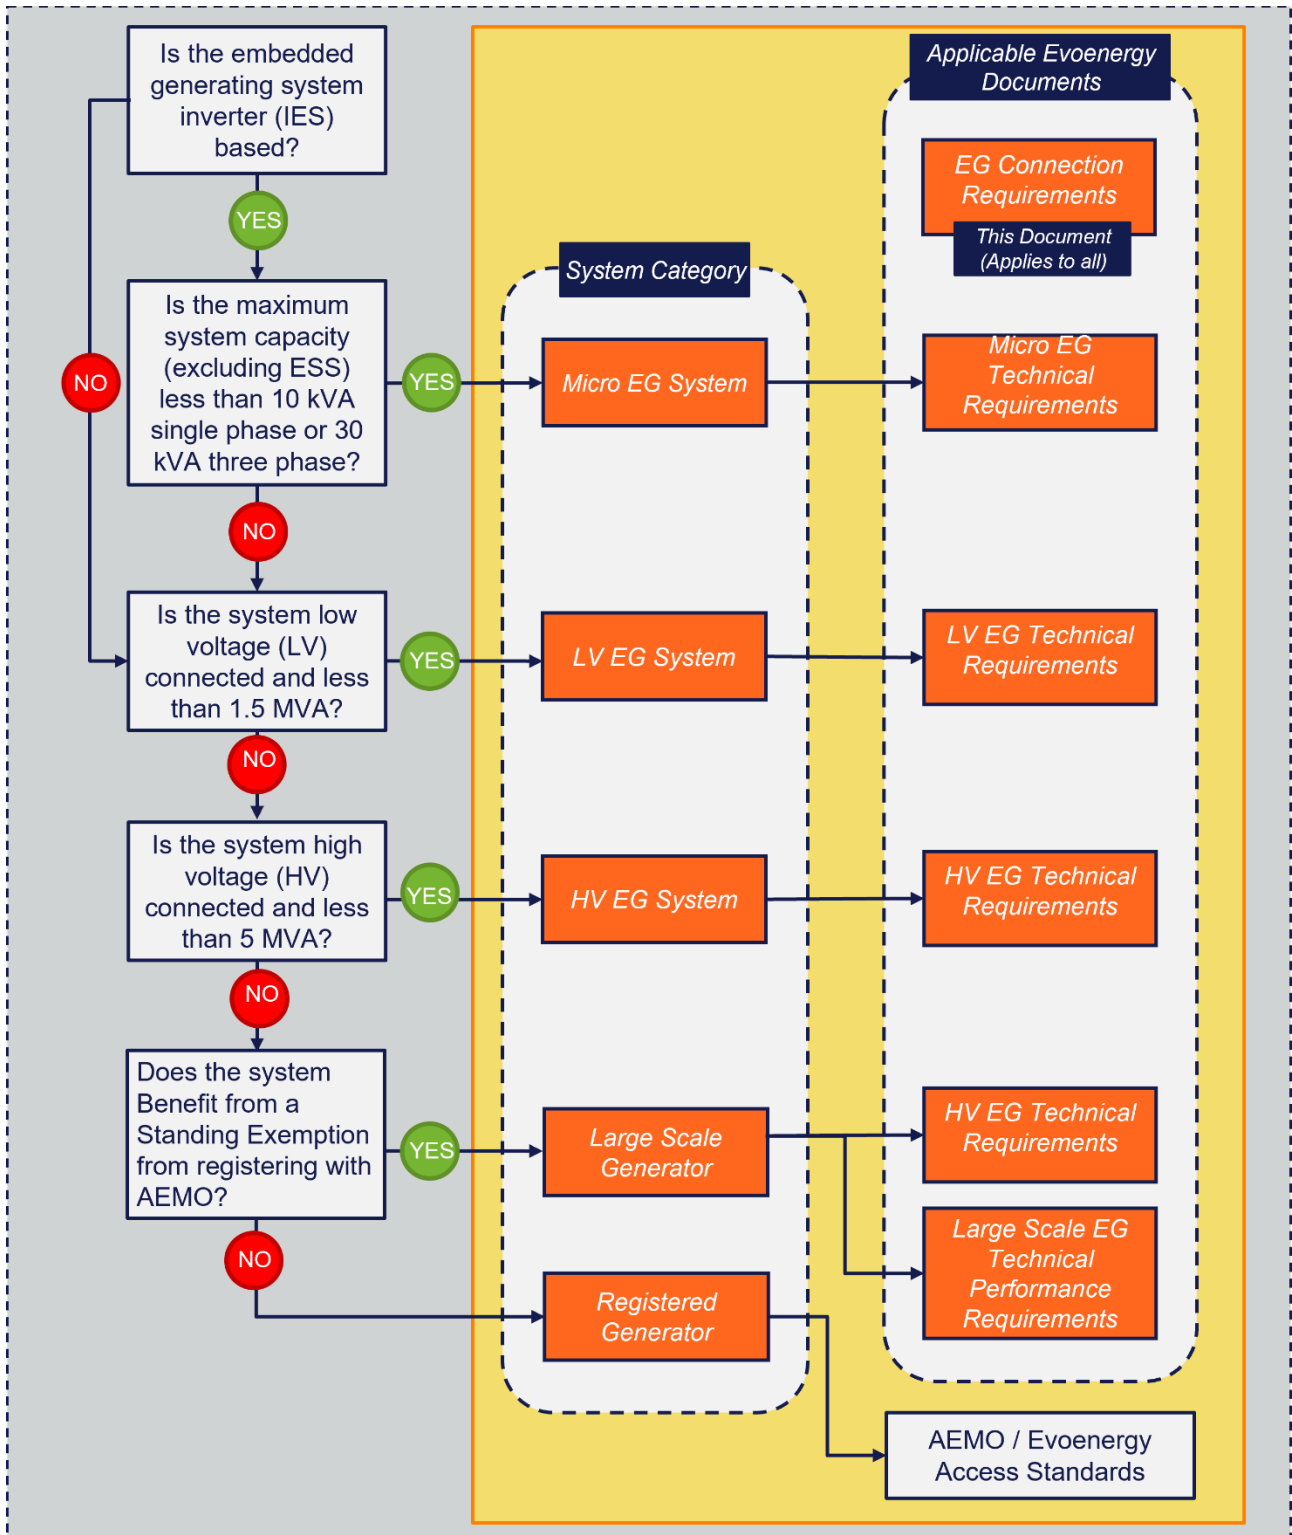 Is the embedded
generating system
inverter (IES)
based?
YES
Is the maximum
system capacity
(excluding ESS)
less than 10 kVA
single phase or 30
kVA three phase?
YES
NO
NO
Is the system low
voltage (LV)
connected and less
than 1.5 MVA?
YES
NO
Is the system high
voltage (HV)
connected and less
than 5 MVA?
YES
NO
Does the system
Benefit from a
Standing Exemption
from registering with
AEMO?
YES
NO
System Category
Micro EG System
LV EG System
HV EG System
Large Scale
Generator
Registered
Generator
Applicable Evoenergy
Documents
EG Connection
Requirements
This Document
(Applies to all)
Micro EG
Technical
Requirements
LV EG Technical
Requirements
HV EG Technical
Requirements
HV EG Technical
Requirements
Large Scale EG
Technical
Performance
Requirements
AEMO / Evoenergy
Access Standards